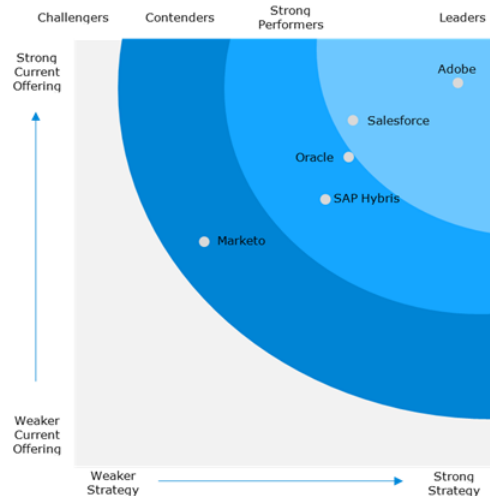 Challengers
Contenders
Strong
Performers
Leaders
Strong
Current
Offering
Adobe
Salesforce
Oracle
SAP Hybris
Marketo
Weaker
Current
Offering
Weaker
Strategy
Strong
Strategy